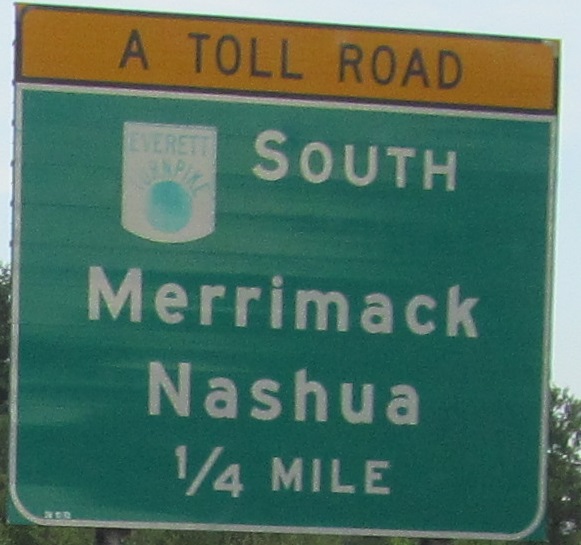 A TOLL ROAD
EVERETT
TURNPIKE
SOUTH
Merrimack
Nashua
1/4 MILE